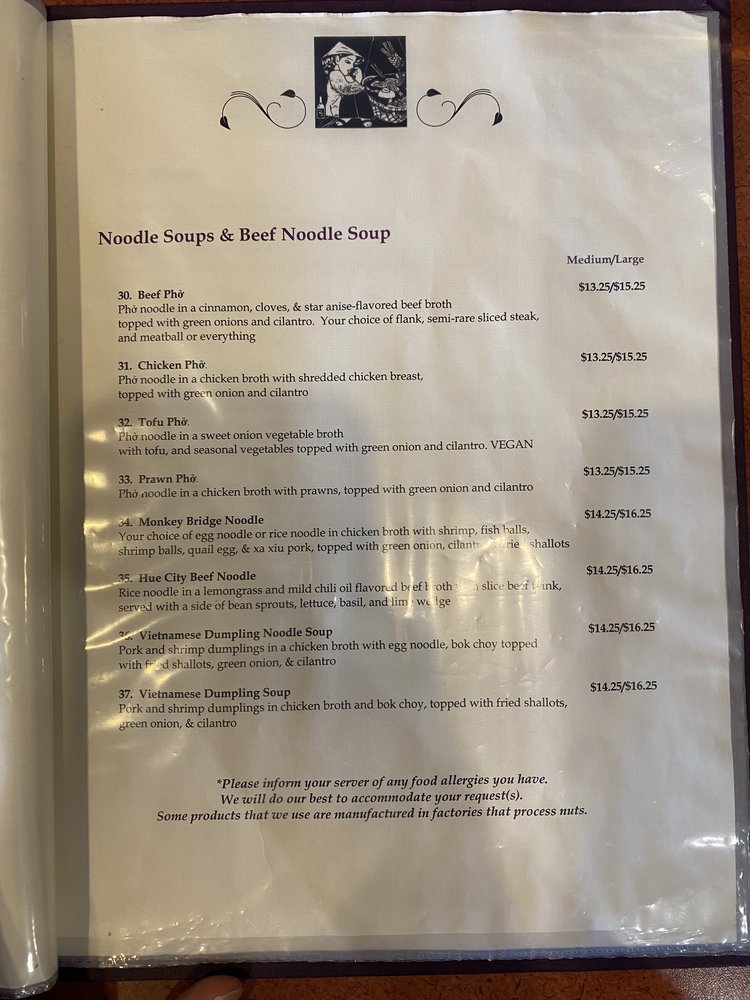 Noodle Soups & Beef Noodle Soup
Medium/Large
30. Beef Phở $13.25/$15.25
Phở noodle in a cinnamon, cloves, & star anise-flavored beef broth
topped with green onions and cilantro. Your choice of flank, semi-rare sliced steak,
and meatball or everything
31. Chicken Phở. $13.25/$15.25
Phở noodle in a chicken broth with shredded chicken breast,
topped with green onion and cilantro
32. Tofu Phở. $13.25/$15.25
Phở noodle in a sweet onion vegetable broth
with tofu, and seasonal vegetables topped with green onion and cilantro. VEGAN
33. Prawn Phở. $13.25/$15.25
Phở noodle in a chicken broth with prawns, topped with green onion and cilantro
34. Monkey Bridge Noodle $14.25/$16.25
Your choice of egg noodle or rice noodle in chicken broth with shrimp, fish balls,
shrimp balls, quail egg, & xa xiu pork, topped with green onion, shallots
35. Hue City Beef Noodle $14.25/$16.25
Rice noodle in a lemongrass and mild chili oil flavored beef broth slice beef
served with a side of bean sprouts, lettuce, basil, and lime wedge
36. Vietnamese Dumpling Noodle Soup $14.25/$16.25
Pork and shrimp dumplings in a chicken broth with egg noodle, bok choy topped
with fried shallots, green onion, & cilantro
37. Vietnamese Dumpling Soup $14.25/$16.25
Pork and shrimp dumplings in chicken broth and bok choy, topped with fried shallots,
green onion, & cilantro
*Please inform your server of any food allergies you have.
We will do our best to accommodate your request(s).
Some products that we use are manufactured in factories that process nuts.